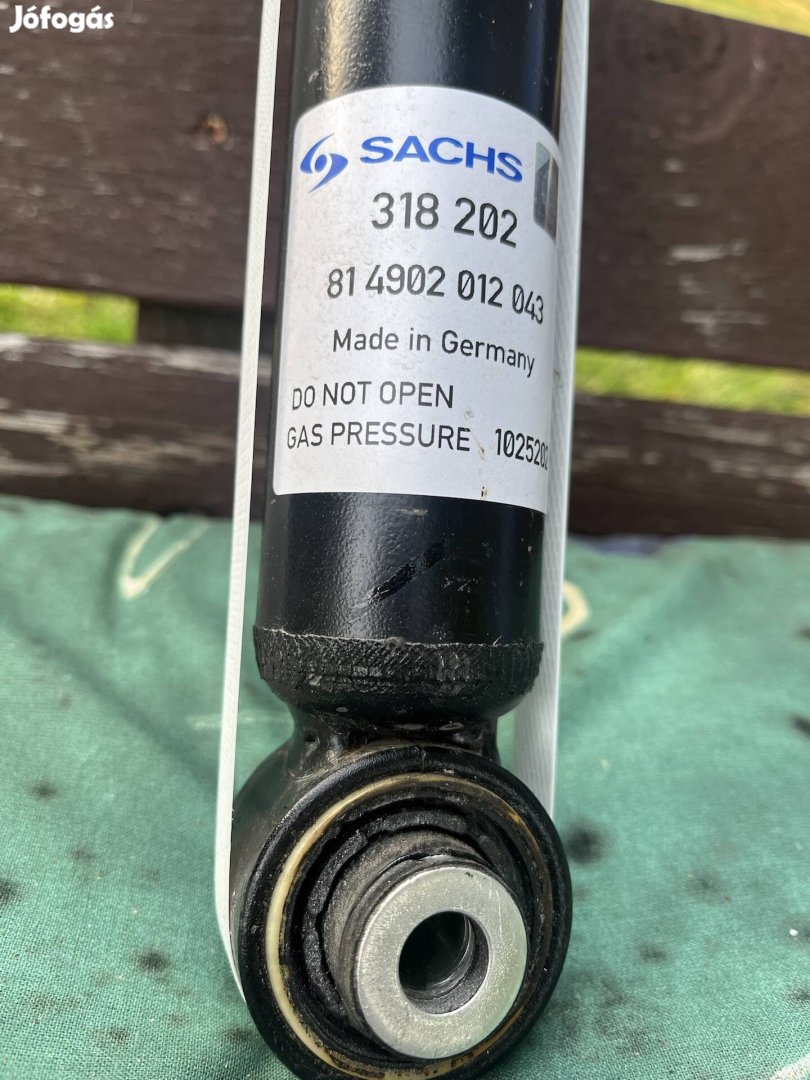 Jófogás
SACHS
318 202
81 4902 012 043
Made in Germany
DO NOT OPEN
GAS PRESSURE